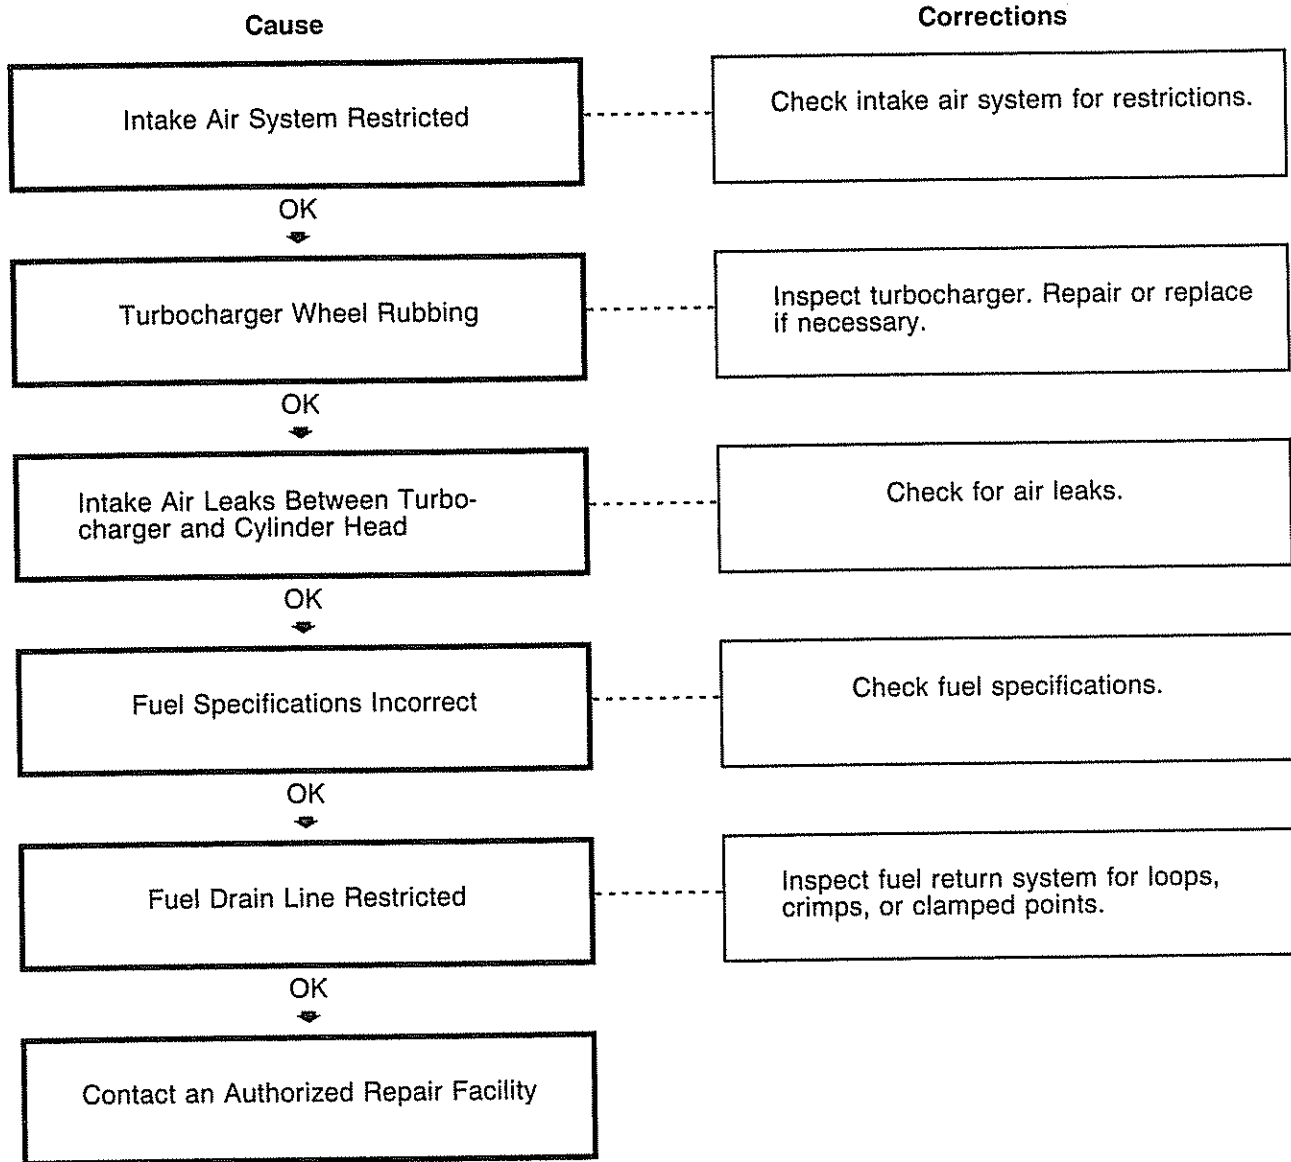 Cause
Corrections
Intake Air System Restricted
Check intake air system for restrictions.
OK
Turbocharger Wheel Rubbing
Inspect turbocharger. Repair or replace
if necessary.
OK
Intake Air Leaks Between Turbo-
charger and Cylinder Head
Check for air leaks.
OK
Fuel Specifications Incorrect
Check fuel specifications.
OK
Fuel Drain Line Restricted
Inspect fuel return system for loops,
crimps, or clamped points.
OK
Contact an Authorized Repair Facility